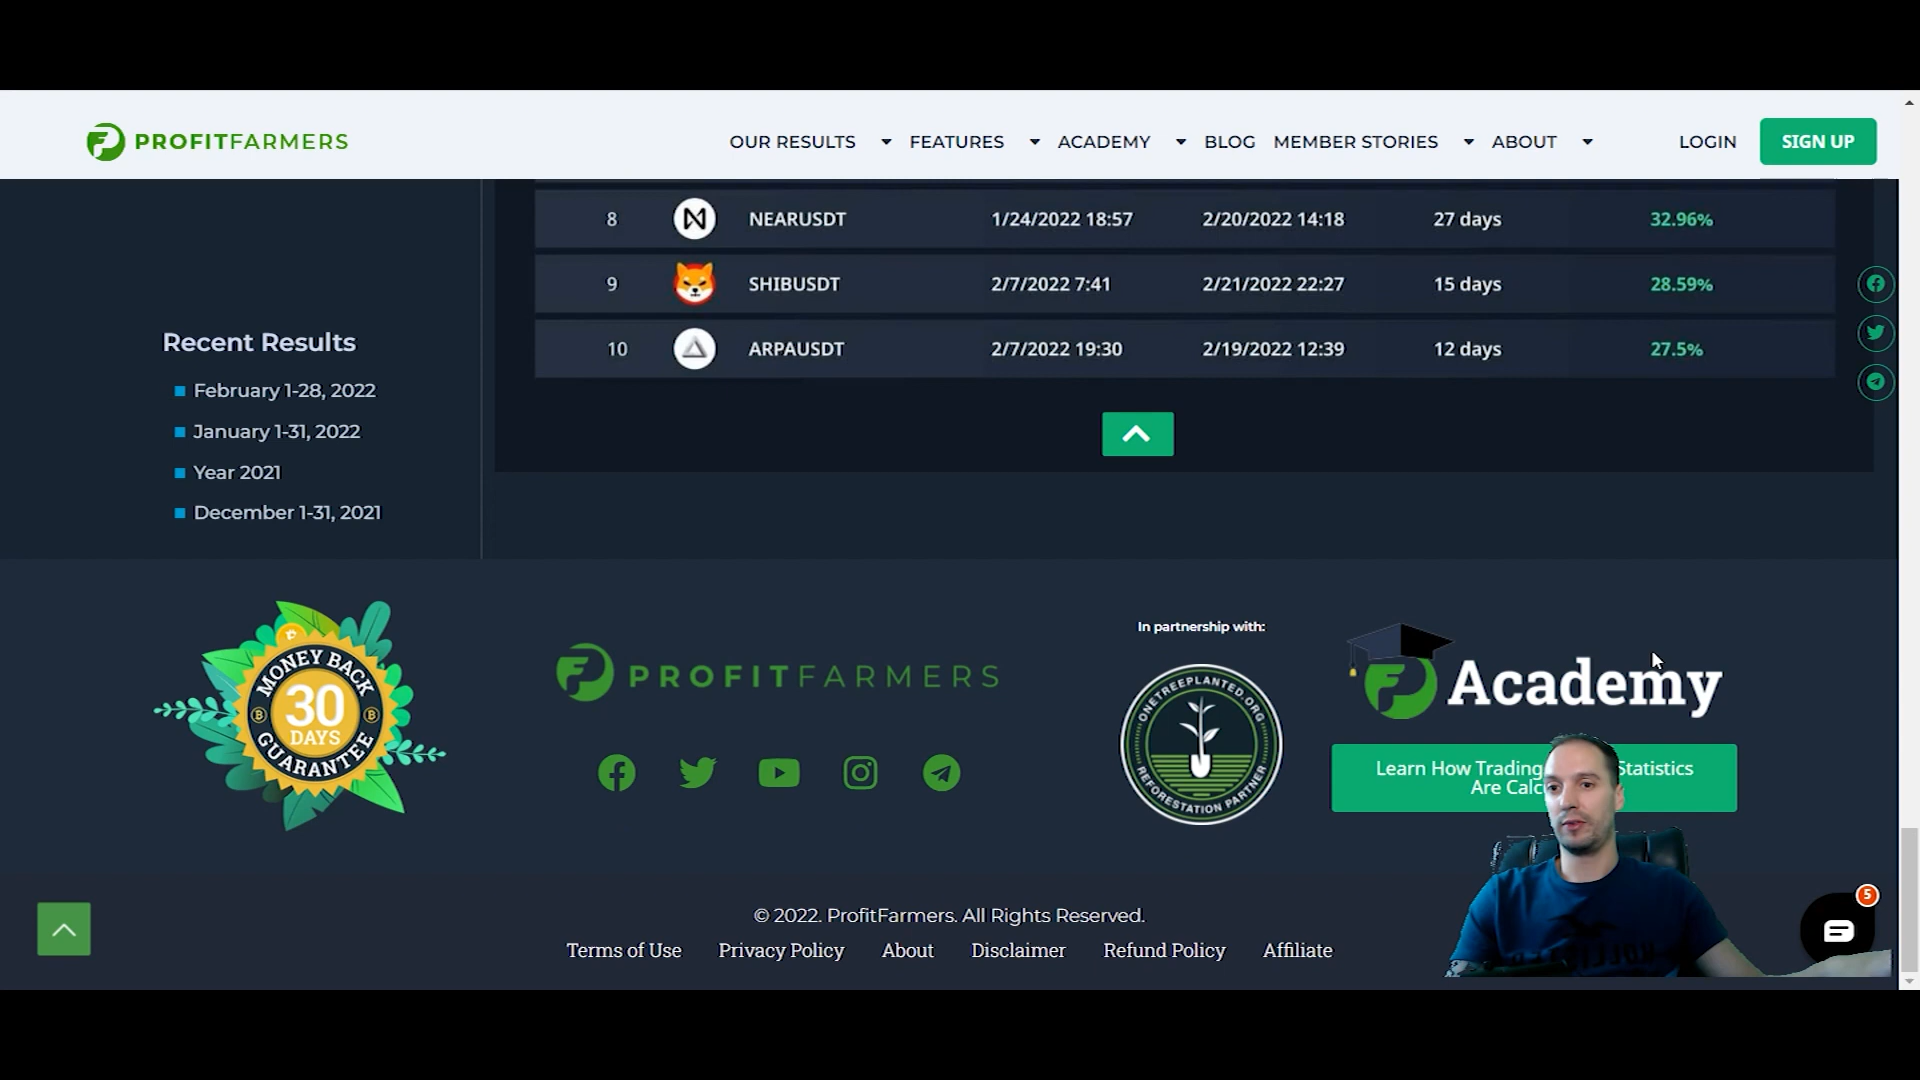 PROFITFARMERS
OUR RESULTS FEATURES ACADEMY BLOG MEMBER STORIES ABOUT LOGIN SIGN UP
8 NEARUSDT 1/24/2022 18:57 2/20/2022 14:18 27 days 32.96%
9 SHIBUSDT 2/7/2022 7:41 2/21/2022 22:27 15 days 28.59%
10 ARPAUSDT 2/7/2022 19:30 2/19/2022 12:39 12 days 27.5%
Recent Results
February 1-28, 2022
January 1-31, 2022
Year 2021
December 1-31, 2021
MONEY BACK
30
DAYS
GUARANTEE
PROFITFARMERS
In partnership with:
ONETREEPLANTED.ORG
REFORESTATION PARTNER
Academy
Learn How Trading Statistics
Are
5
© 2022. ProfitFarmers. All Rights Reserved.
Terms of Use Privacy Policy About Disclaimer Refund Policy Affiliate